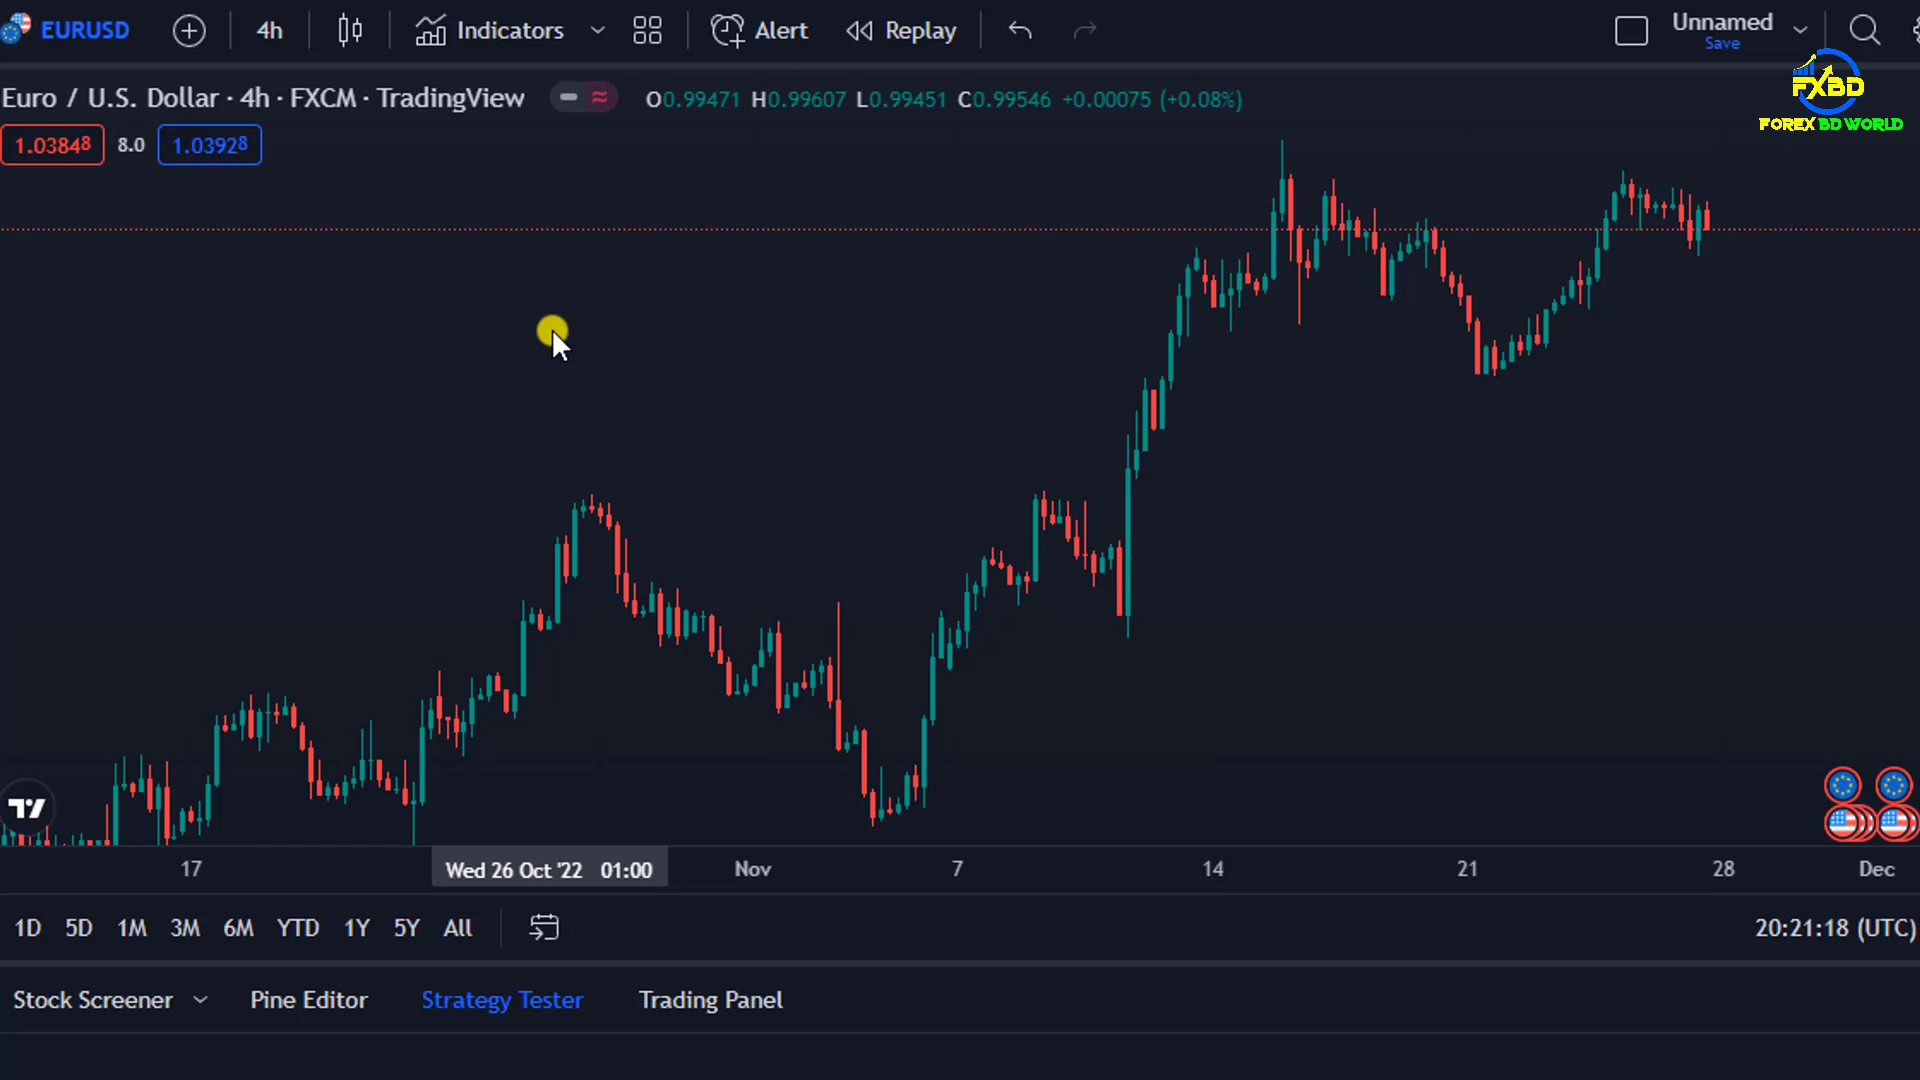 EURUSD 4h Indicators Alert Replay Unnamed
Save
Euro / U.S. Dollar · 4h · FXCM · TradingView O0.99471 H0.99607 L0.99451 C0.99546 +0.00075 (+0.08%)
FXBD
FOREX BD WORLD
1.03848 8.0 1.03928
17 Wed 26 Oct '22 01:00 Nov 7 14 21 28 Dec
1D 5D 1M 3M 6M YTD 1Y 5Y All 20:21:18 (UTC)
Stock Screener Pine Editor Strategy Tester Trading Panel